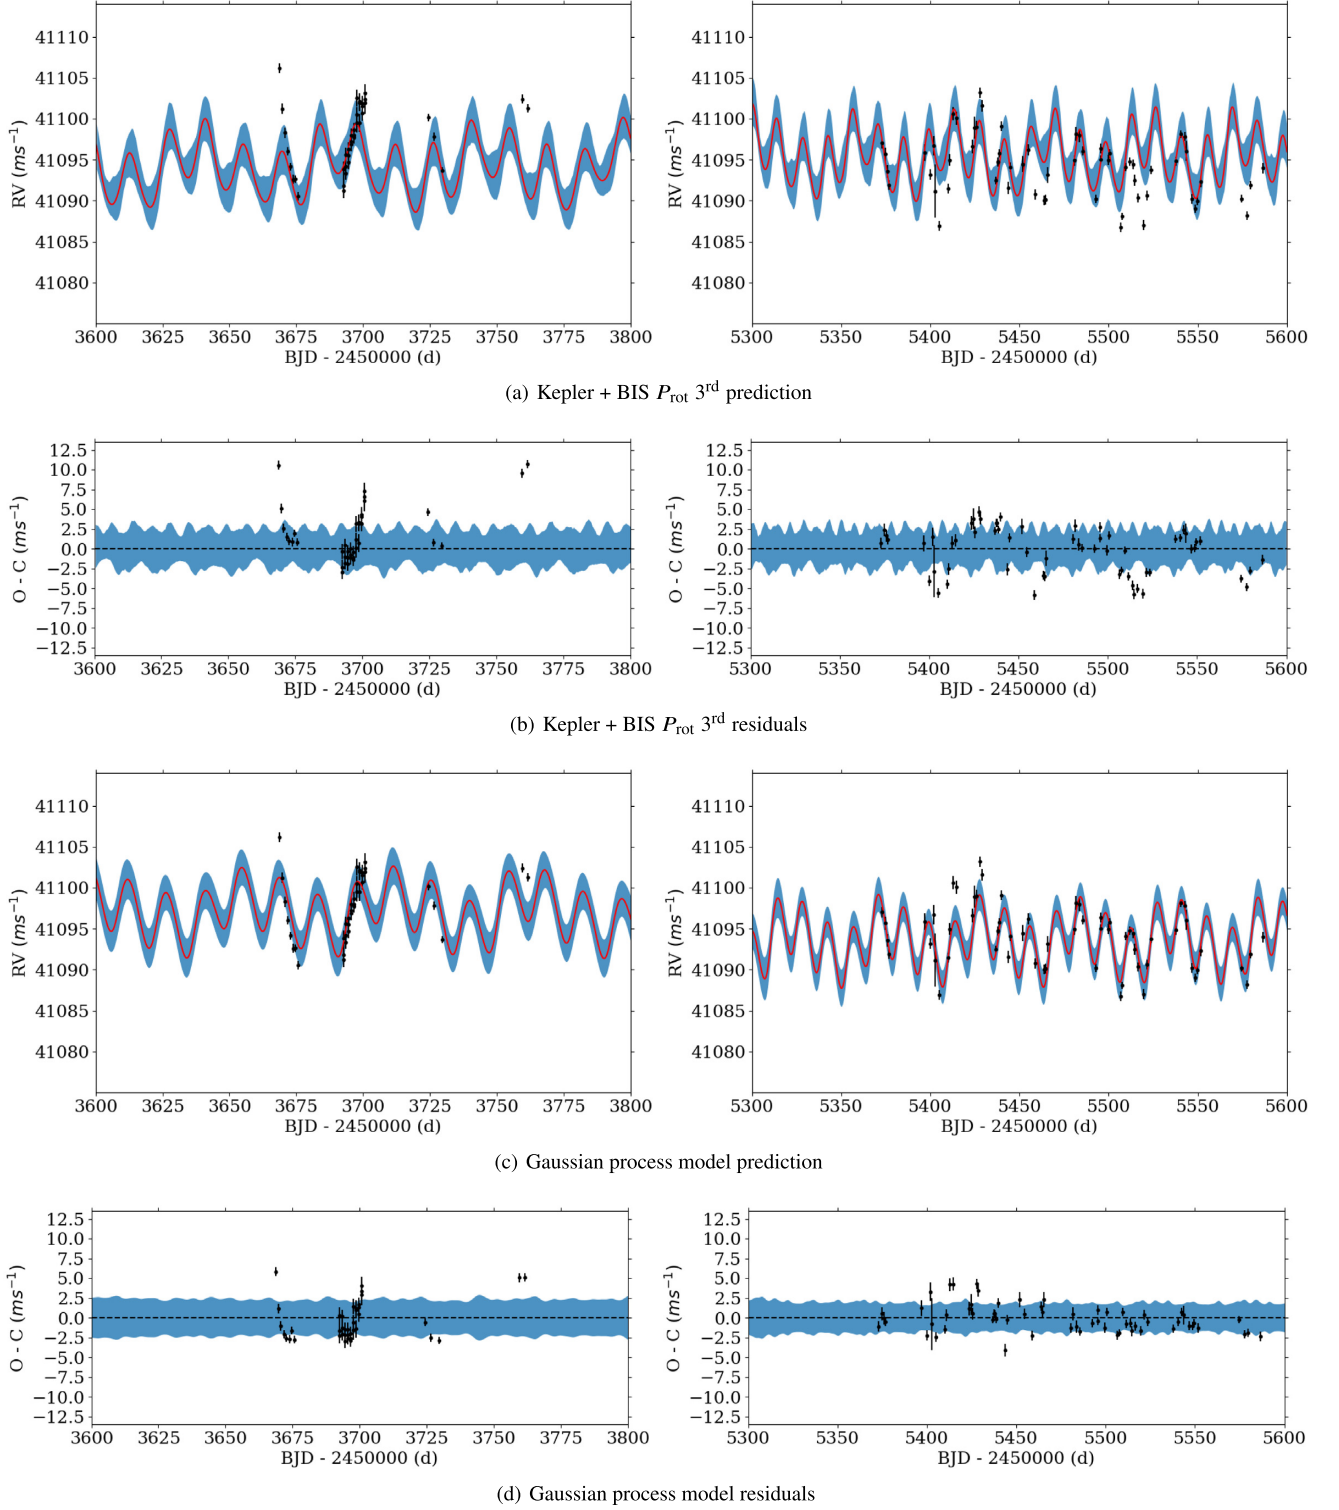 41110
41105
41100
41095
41090
41085
41080
RV (ms⁻¹)
3600 3625 3650 3675 3700 3725 3750 3775 3800
BJD - 2450000 (d)
41110
41105
41100
41095
41090
41085
41080
RV (ms⁻¹)
5300 5350 5400 5450 5500 5550 5600
BJD - 2450000 (d)
(a) Kepler + BIS P_rot 3rd prediction
12.5
10.0
7.5
5.0
2.5
0.0
−2.5
−5.0
−7.5
−10.0
−12.5
O - C (ms⁻¹)
3600 3625 3650 3675 3700 3725 3750 3775 3800
BJD - 2450000 (d)
12.5
10.0
7.5
5.0
2.5
0.0
−2.5
−5.0
−7.5
−10.0
−12.5
O - C (ms⁻¹)
5300 5350 5400 5450 5500 5550 5600
BJD - 2450000 (d)
(b) Kepler + BIS P_rot 3rd residuals
41110
41105
41100
41095
41090
41085
41080
RV (ms⁻¹)
3600 3625 3650 3675 3700 3725 3750 3775 3800
BJD - 2450000 (d)
41110
41105
41100
41095
41090
41085
41080
RV (ms⁻¹)
5300 5350 5400 5450 5500 5550 5600
BJD - 2450000 (d)
(c) Gaussian process model prediction
12.5
10.0
7.5
5.0
2.5
0.0
−2.5
−5.0
−7.5
−10.0
−12.5
O - C (ms⁻¹)
3600 3625 3650 3675 3700 3725 3750 3775 3800
BJD - 2450000 (d)
12.5
10.0
7.5
5.0
2.5
0.0
−2.5
−5.0
−7.5
−10.0
−12.5
O - C (ms⁻¹)
5300 5350 5400 5450 5500 5550 5600
BJD - 2450000 (d)
(d) Gaussian process model residuals